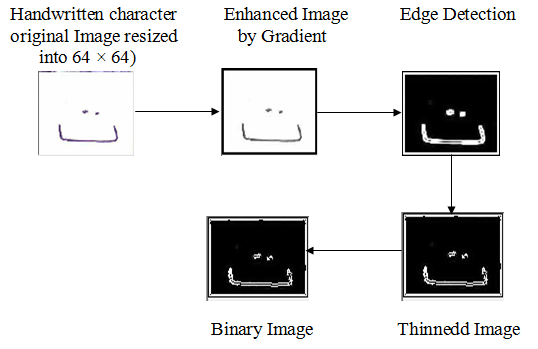 Handwritten character
original Image resized
into 64 × 64)
Enhanced Image
by Gradient
Edge Detection
Binary Image
Thinnedd Image